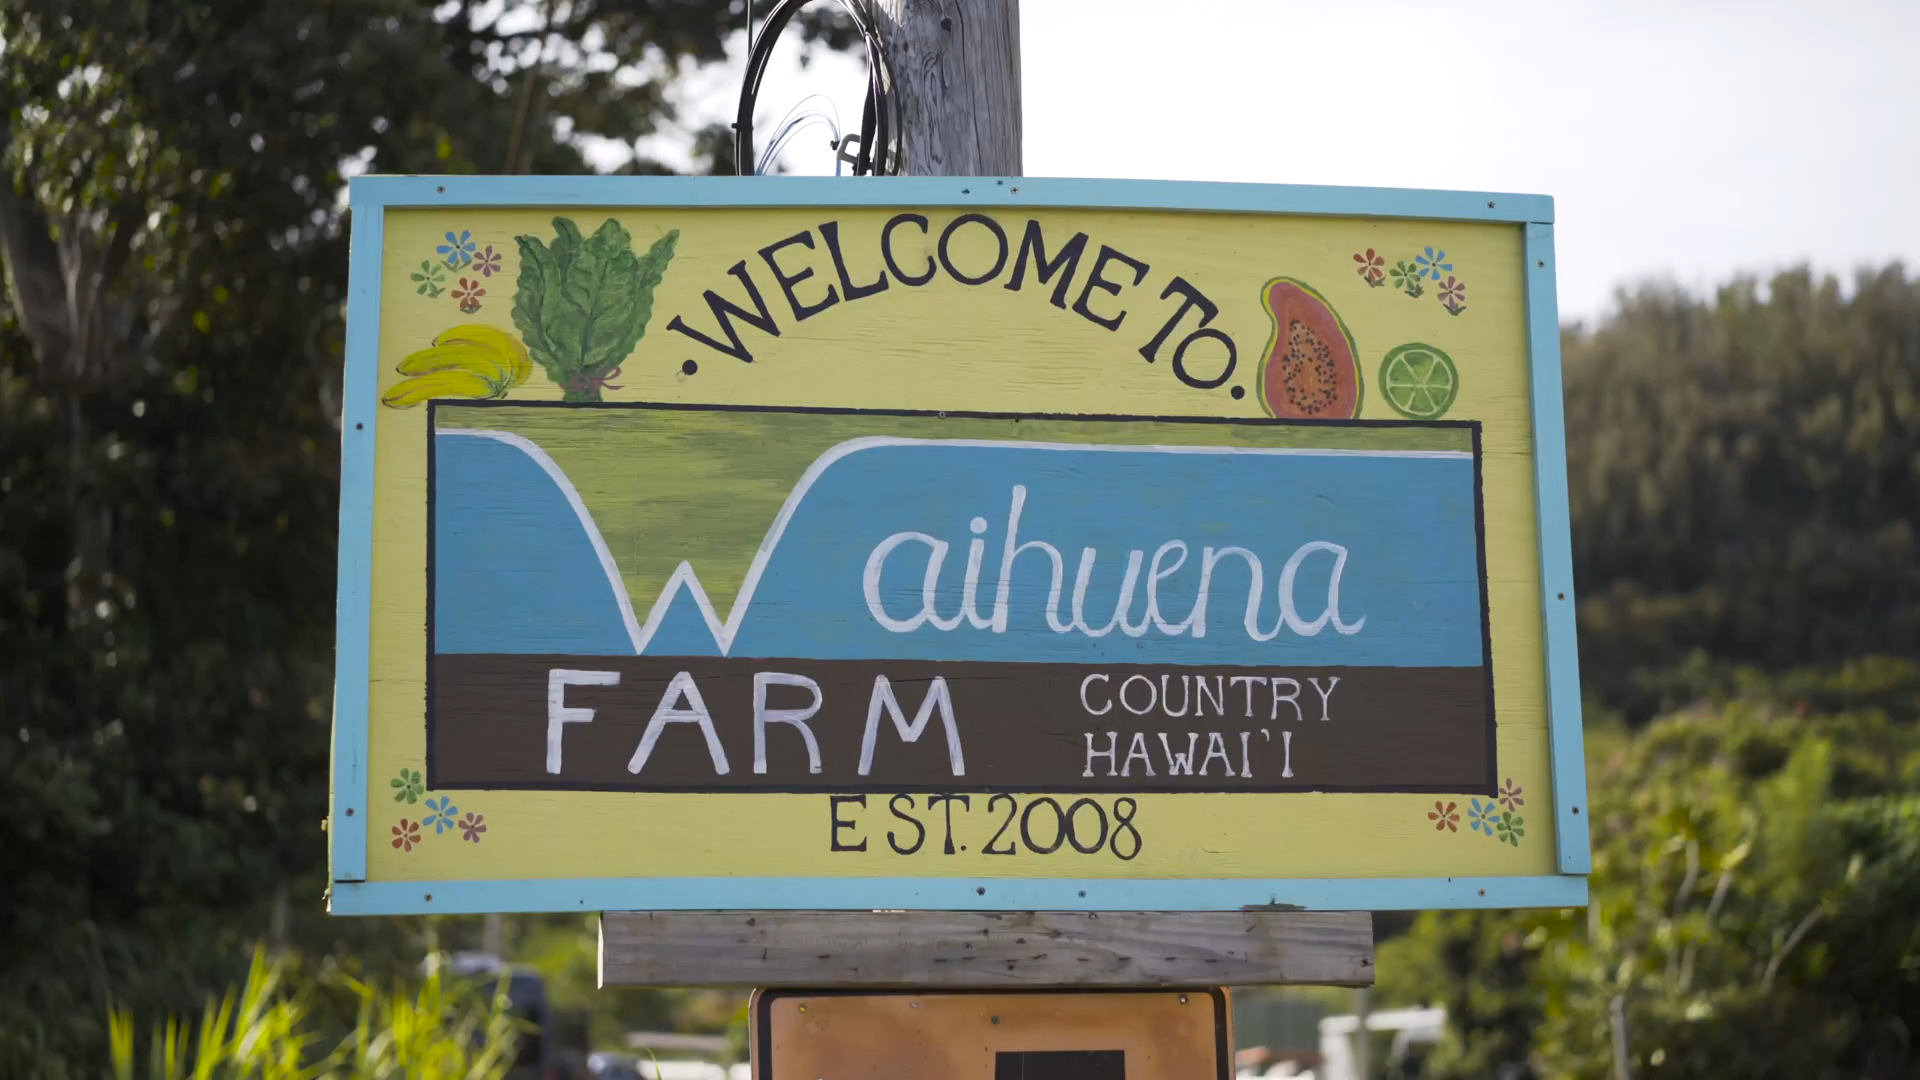 • WELCOME TO •
Waihuena
FARM
COUNTRY
HAWAI'I
EST. 2008